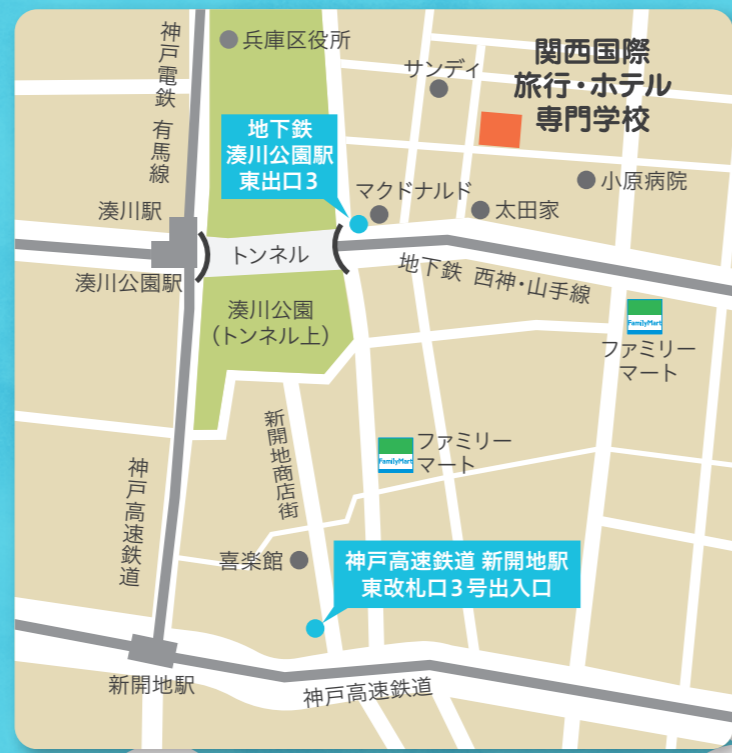 神戸電鉄 有馬線
兵庫区役所
サンディ
関西国際
旅行・ホテル
専門学校
地下鉄
湊川公園駅
東出口3
マクドナルド
太田家
小原病院
湊川駅
湊川公園駅
トンネル
地下鉄 西神・山手線
湊川公園
(トンネル上)
FamilyMart
ファミリー
マート
新開地商店街
FamilyMart
ファミリー
マート
神戸高速鉄道
喜楽館
神戸高速鉄道 新開地駅
東改札口3号出入口
新開地駅
神戸高速鉄道